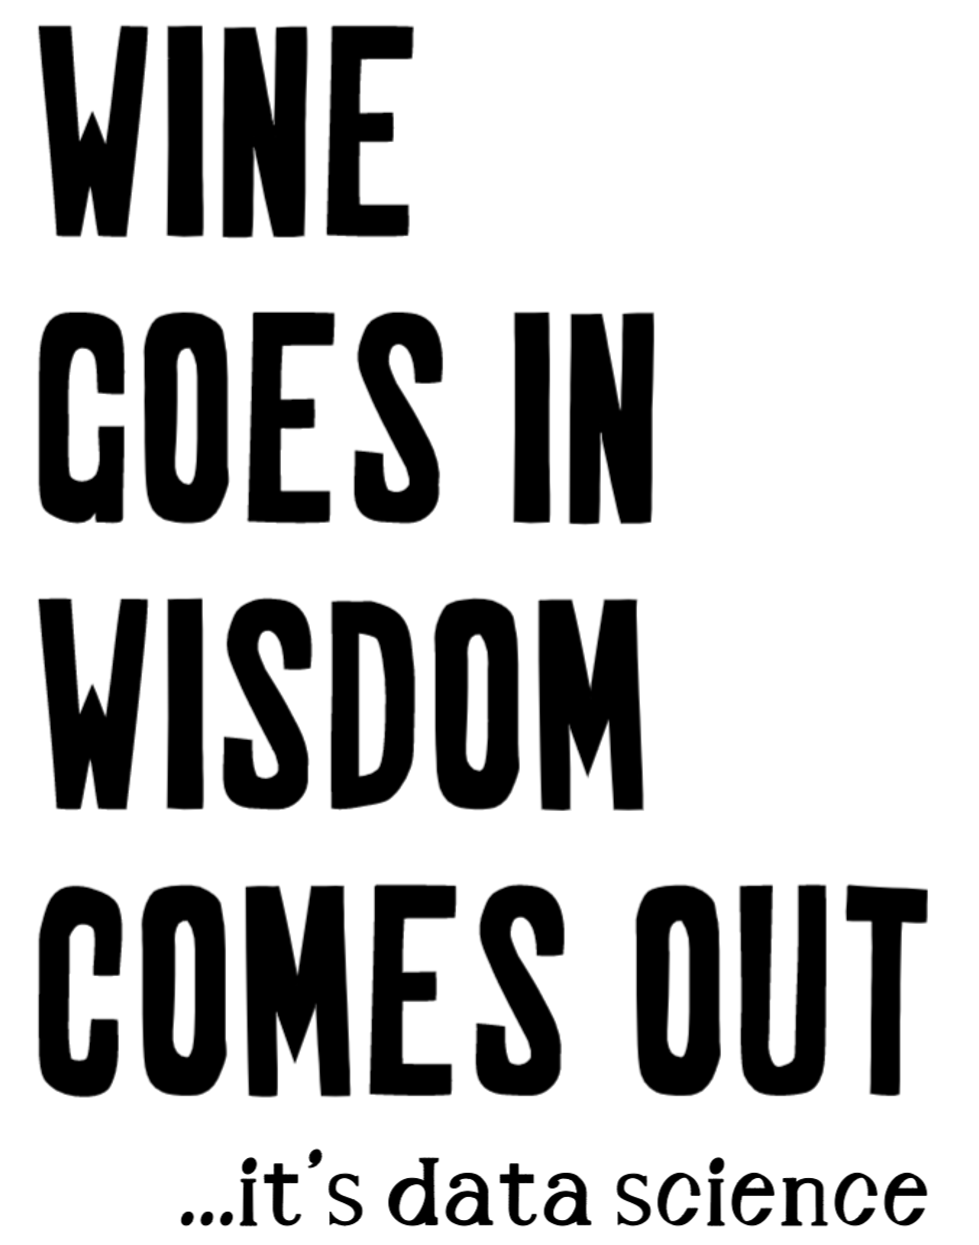 WINE
GOES IN
WISDOM
COMES OUT
...it's data science